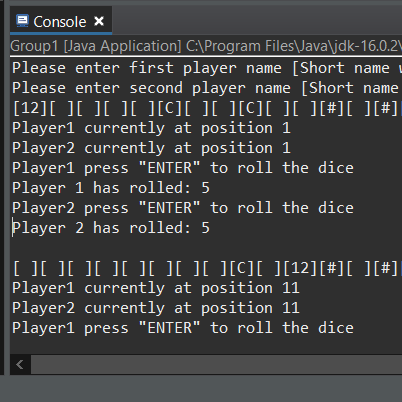 Console
Group1 [Java Application] C:\Program Files\Java\jdk-16.0.2\
Please enter first player name [Short name
Please enter second player name [Short name
[12][ ][ ][ ][ ][C][ ][ ][C][ ][ ][#][ ][#]
Player1 currently at position 1
Player2 currently at position 1
Player1 press "ENTER" to roll the dice
Player 1 has rolled: 5
Player2 press "ENTER" to roll the dice
Player 2 has rolled: 5
[ ][ ][ ][ ][ ][ ][ ][ ][C][ ][12][#][ ][#]
Player1 currently at position 11
Player2 currently at position 11
Player1 press "ENTER" to roll the dice